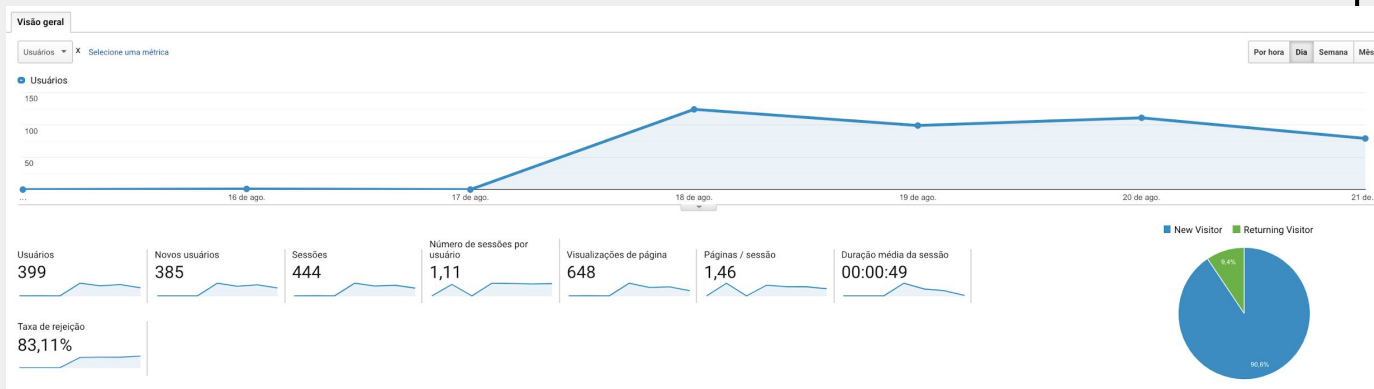 Visão geral
Usuários X Selecione uma métrica
Por hora Dia Semana Mês
Usuários
150
100
50
... 16 de ago. 17 de ago. 18 de ago. 19 de ago. 20 de ago. 21 de...
New Visitor Returning Visitor
Usuários
399
Novos usuários
385
Sessões
444
Número de sessões por
usuário
1,11
Visualizações de página
648
Páginas / sessão
1,46
Duração média da sessão
00:00:49
9,4%
90,6%
Taxa de rejeição
83,11%